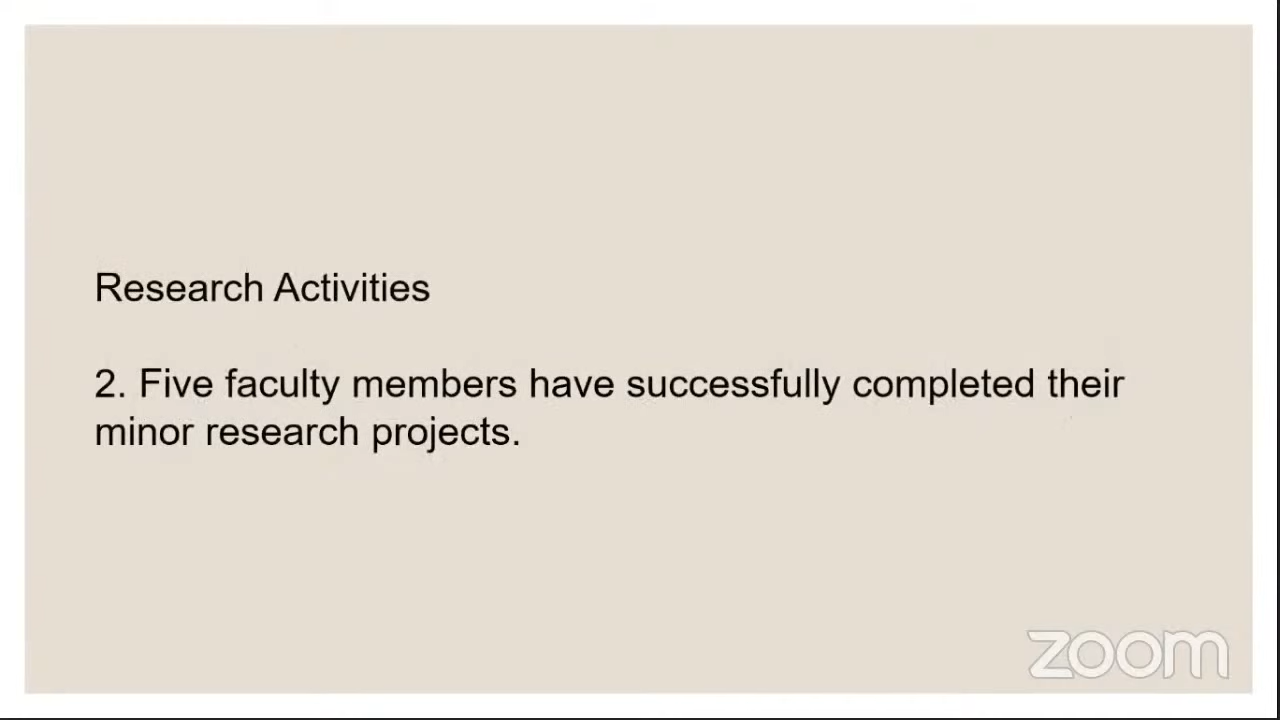 Research Activities
2. Five faculty members have successfully completed their
minor research projects.
zoom